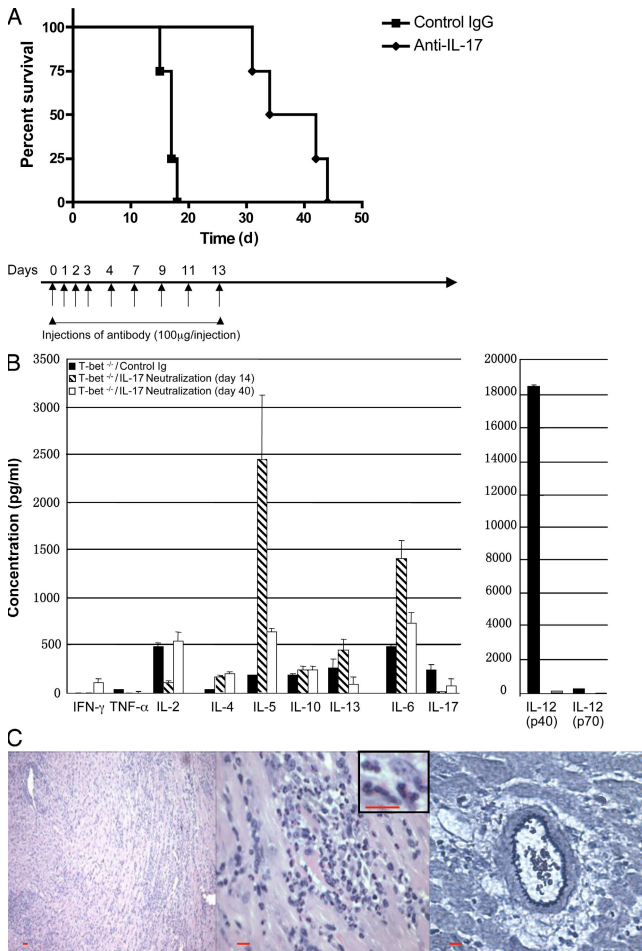 A
Control IgG
Anti-IL-17
Percent survival
100
75
50
25
0
0 10 20 30 40 50
Time (d)
Days 0 1 2 3 4 7 9 11 13
Injections of antibody (100μg/injection)
B
T-bet -/-/Control Ig
T-bet -/-/IL-17 Neutralization (day 14)
T-bet -/-/IL-17 Neutralization (day 40)
Concentration (pg/ml)
3500
3000
2500
2000
1500
1000
500
0
IFN-γ TNF-α IL-2 IL-4 IL-5 IL-10 IL-13 IL-6 IL-17
20000
18000
16000
14000
12000
10000
8000
6000
4000
2000
0
IL-12 (p40)
IL-12 (p70)
C